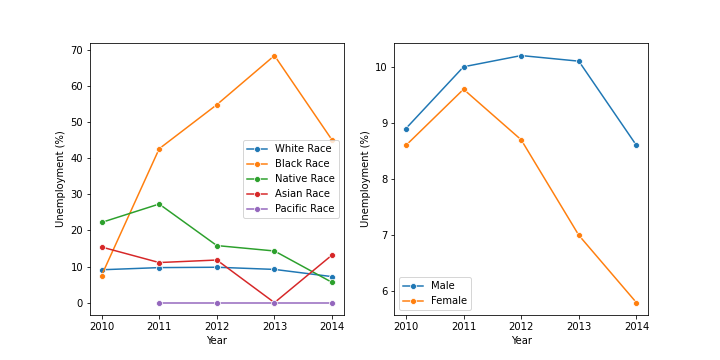 70
60
50
40
30
20
10
0
Unemployment (%)
White Race
Black Race
Native Race
Asian Race
Pacific Race
2010 2011 2012 2013 2014
Year
10
9
8
7
6
Unemployment (%)
Male
Female
2010 2011 2012 2013 2014
Year